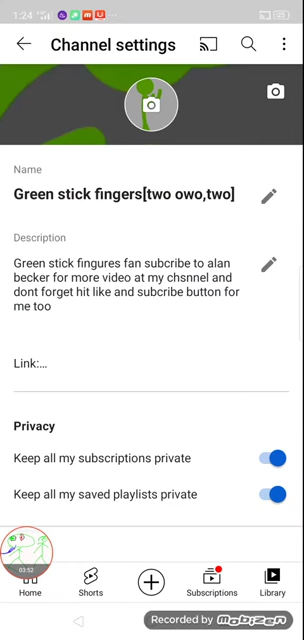 1:24
Channel settings
Name
Green stick fingers[two owo,two]
Description
Green stick fingures fan subcribe to alan
becker for more video at my chsnnel and
dont forget hit like and subcribe button for
me too
Link:...
Privacy
Keep all my subscriptions private
Keep all my saved playlists private
03:52
Home
Shorts
Subscriptions
Library
Recorded by mobizen